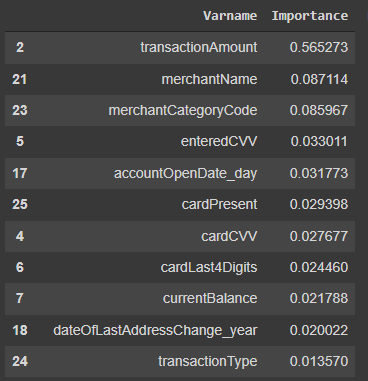 Varname Importance
2 transactionAmount 0.565273
21 merchantName 0.087114
23 merchantCategoryCode 0.085967
5 enteredCVV 0.033011
17 accountOpenDate_day 0.031773
25 cardPresent 0.029398
4 cardCVV 0.027677
6 cardLast4Digits 0.024460
7 currentBalance 0.021788
18 dateOfLastAddressChange_year 0.020022
24 transactionType 0.013570